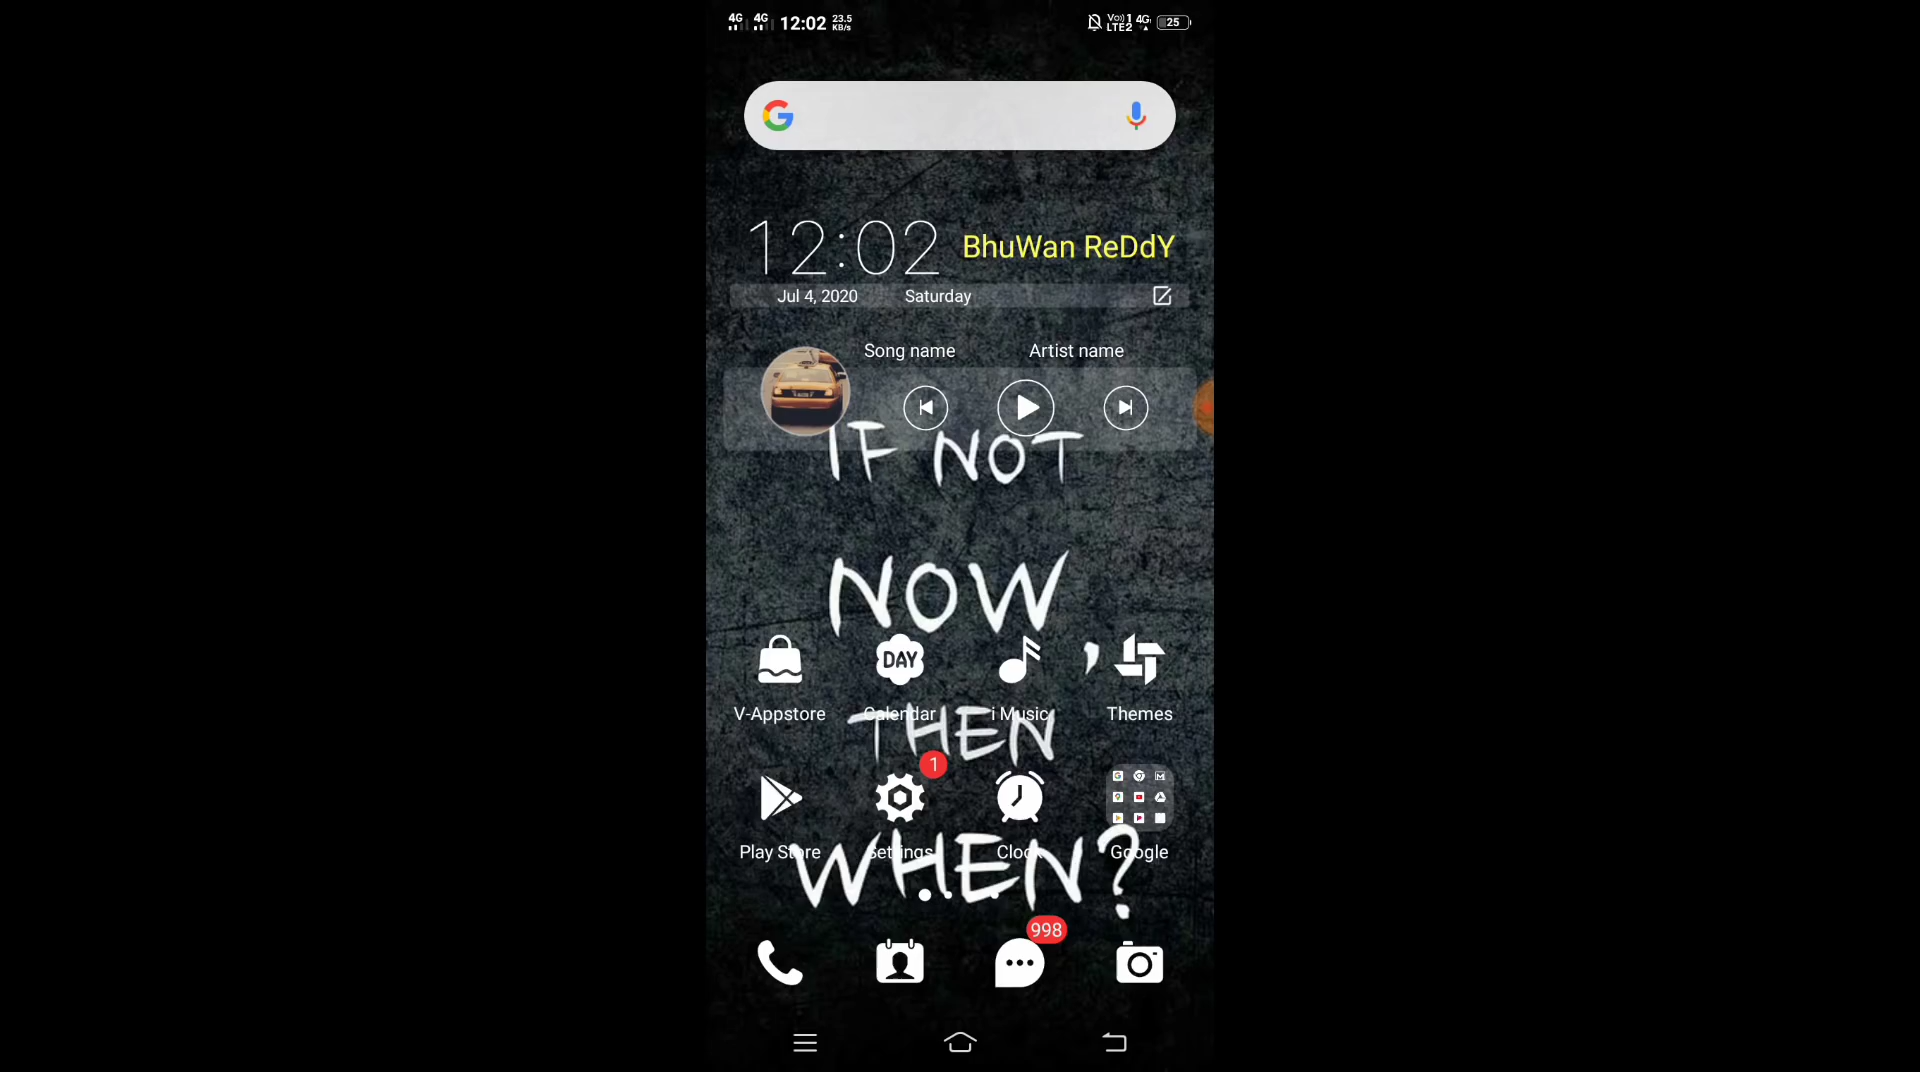 4G 4G 12:02 23.5 KB/s Vo)) 1 LTE2 4G 25
12:02 BhuWan ReDdY
Jul 4, 2020 Saturday
Song name Artist name
IF NOT
NOW,
DAY
V-Appstore Calendar i Music Themes
THEN
1
Play Store Settings Clock Google
WHEN?
998